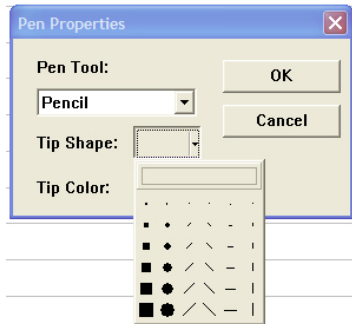 Pen Properties
Pen Tool:
OK
Pencil
Cancel
Tip Shape:
Tip Color: